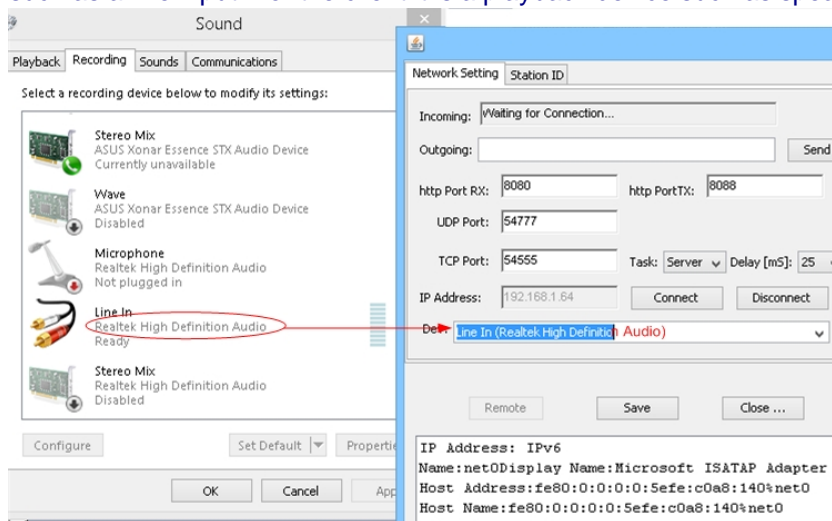 Sound
Playback Recording Sounds Communications
Select a recording device below to modify its settings:
Stereo Mix
ASUS Xonar Essence STX Audio Device
Currently unavailable
Wave
ASUS Xonar Essence STX Audio Device
Disabled
Microphone
Realtek High Definition Audio
Not plugged in
Line In
Realtek High Definition Audio
Ready
Stereo Mix
Realtek High Definition Audio
Disabled
Configure Set Default Propertie
OK Cancel App
Network Setting Station ID
Incoming: Waiting for Connection...
Outgoing: Send
http Port RX: 8080 http PortTX: 8088
UDP Port: 54777
TCP Port: 54555 Task: Server Delay [mS]: 25
IP Address: 192.168.1.64 Connect Disconnect
Line In (Realtek High Definition Audio)
Remote Save Close ...
IP Address: IPv6
Name:net0Display Name:Microsoft ISATAP Adapter
Host Address:fe80:0:0:0:0:5efe:c0a8:140%net0
Host Name:fe80:0:0:0:0:5efe:c0a8:140%net0